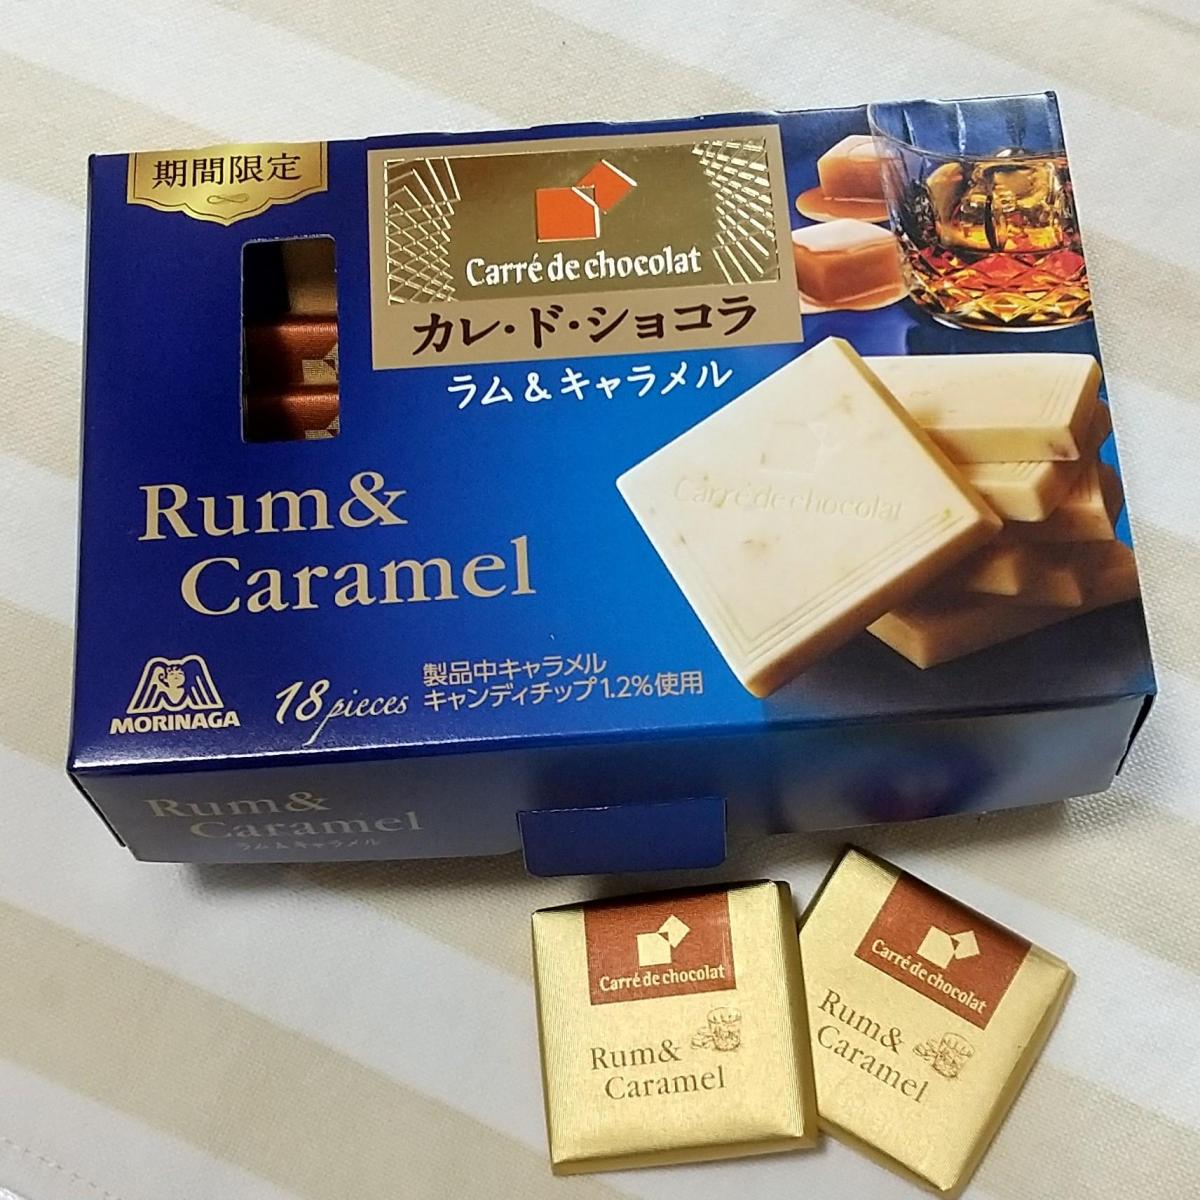 期間限定
Carré de chocolat
カレ・ド・ショコラ
ラム&キャラメル
Carré de chocolat
Rum&
Caramel
MORINAGA
18 pieces
製品中キャラメル
キャンディチップ1.2%使用
Rum&
Caramel
ラム&キャラメル
Carré de chocolat
Rum&
Caramel
Carré de chocolat
Rum&
Caramel